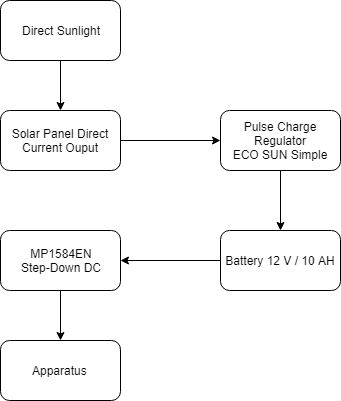 Direct Sunlight
Solar Panel Direct
Current Ouput
Pulse Charge
Regulator
ECO SUN Simple
MP1584EN
Step-Down DC
Battery 12 V / 10 AH
Apparatus